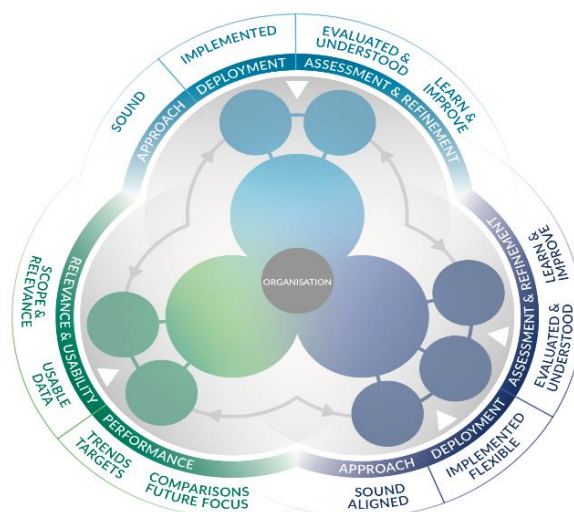 SOUND
IMPLEMENTED
EVALUATED &
UNDERSTOOD
LEARN &
IMPROVE
APPROACH
DEPLOYMENT
ASSESSMENT & REFINEMENT
ORGANISATION
ASSESSMENT & REFINEMENT
LEARN &
IMPROVE
EVALUATED &
UNDERSTOOD
DEPLOYMENT
IMPLEMENTED
FLEXIBLE
APPROACH
SOUND
ALIGNED
RELEVANCE & USABILITY
SCOPE &
RELEVANCE
USABLE
DATA
PERFORMANCE
TRENDS
TARGETS
COMPARISONS
FUTURE FOCUS